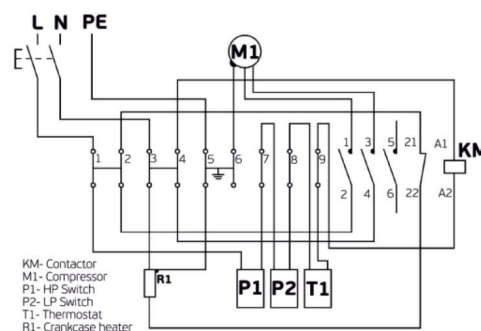 L N PE
M1
1 2 3 4 5 6 7 8 9 1 3 5 21 A1 KM
2 4 6 22 A2
R1 P1 P2 T1
KM- Contactor
M1- Compressor
P1- HP Switch
P2- LP Switch
T1- Thermostat
R1- Crankcase heater